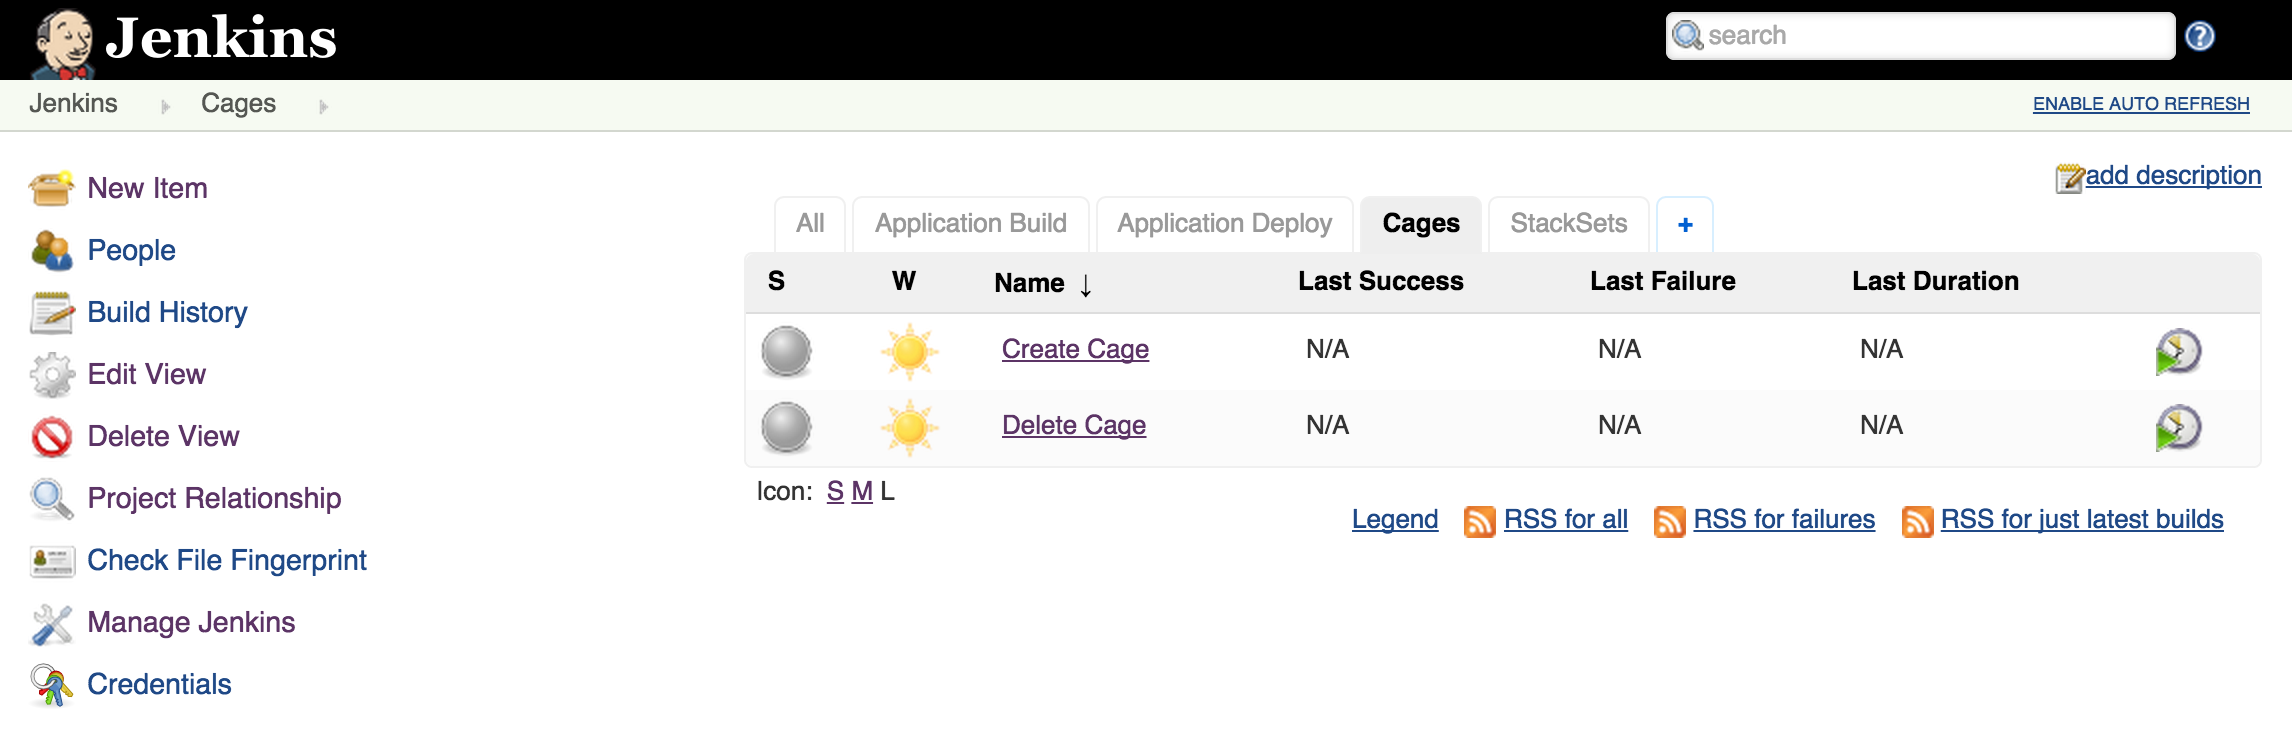 Jenkins
search
Jenkins Cages
ENABLE AUTO REFRESH
New Item
People
Build History
Edit View
Delete View
Project Relationship
Check File Fingerprint
Manage Jenkins
Credentials
add description
All Application Build Application Deploy Cages StackSets +
S W Name ↓ Last Success Last Failure Last Duration
Create Cage N/A N/A N/A
Delete Cage N/A N/A N/A
Icon: S M L
Legend RSS for all RSS for failures RSS for just latest builds